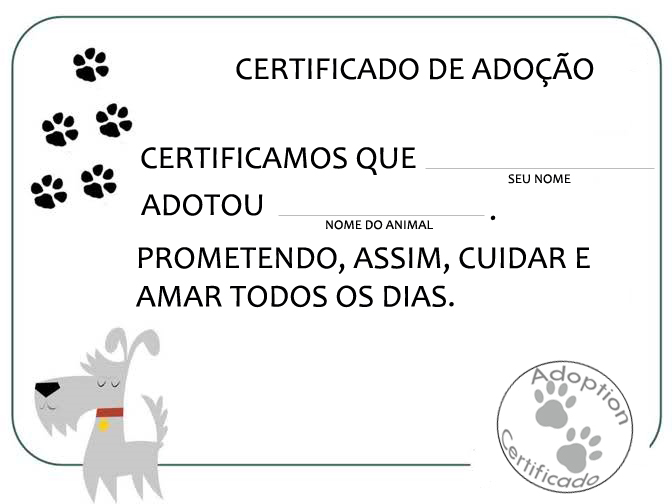 CERTIFICADO DE ADOÇÃO
CERTIFICAMOS QUE
SEU NOME
ADOTOU .
NOME DO ANIMAL
PROMETENDO, ASSIM, CUIDAR E
AMAR TODOS OS DIAS.
Adoption
Certificado